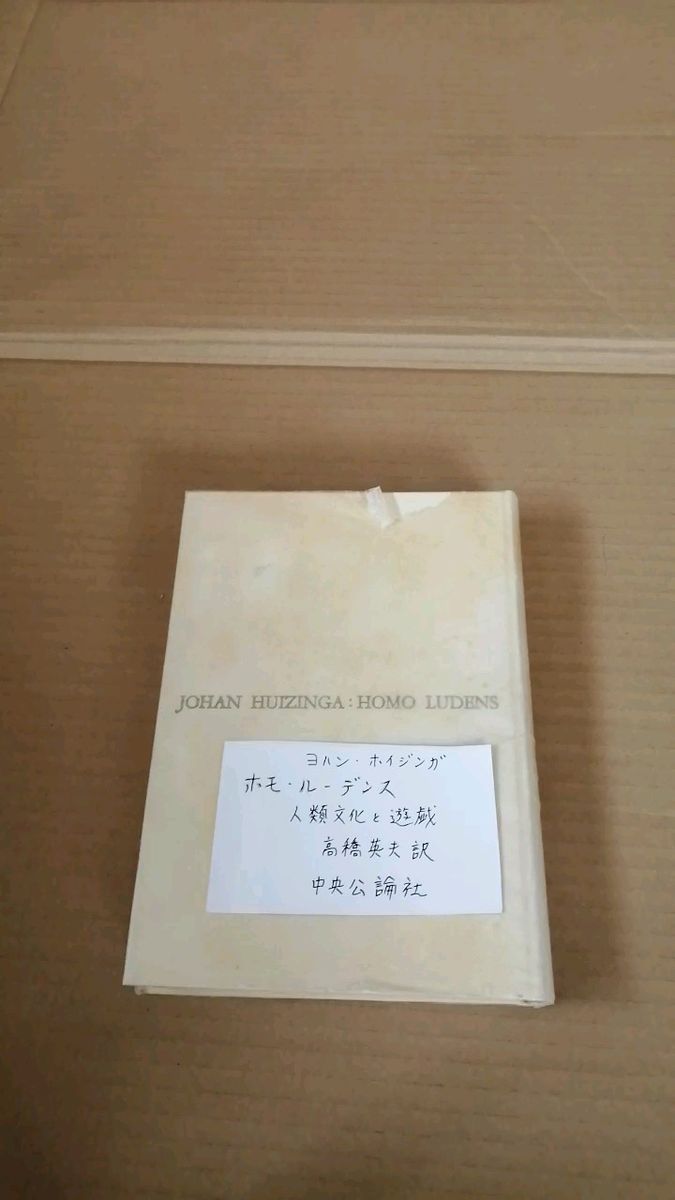 JOHAN HUIZINGA : HOMO LUDENS
ヨハン・ホイジンガ
ホモ・ルーデンス
人類文化と遊戯
高橋英夫訳
中央公論社